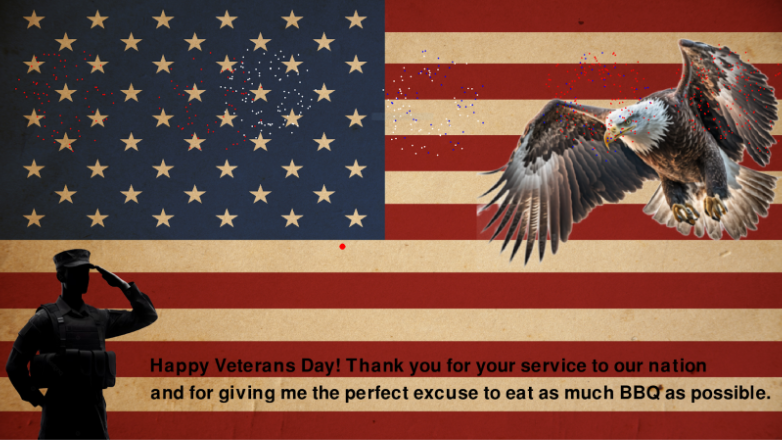 Happy Veterans Day! Thank you for your service to our nation
and for giving me the perfect excuse to eat as much BBQ as possible.